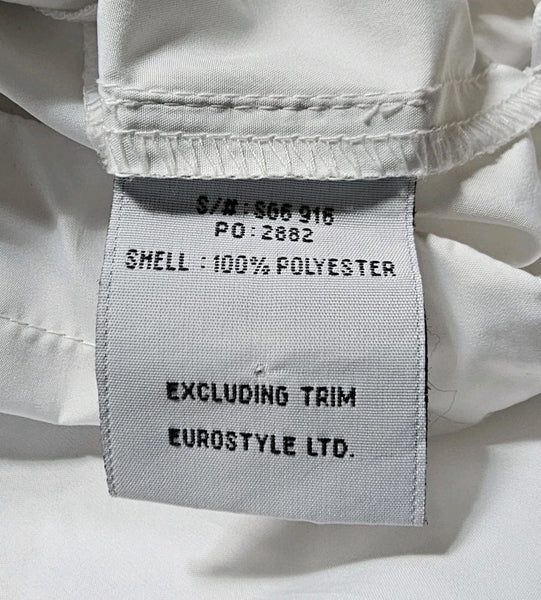 S/#: S66 916
PO: 2882
SHELL : 100% POLYESTER
EXCLUDING TRIM
EUROSTYLE LTD.